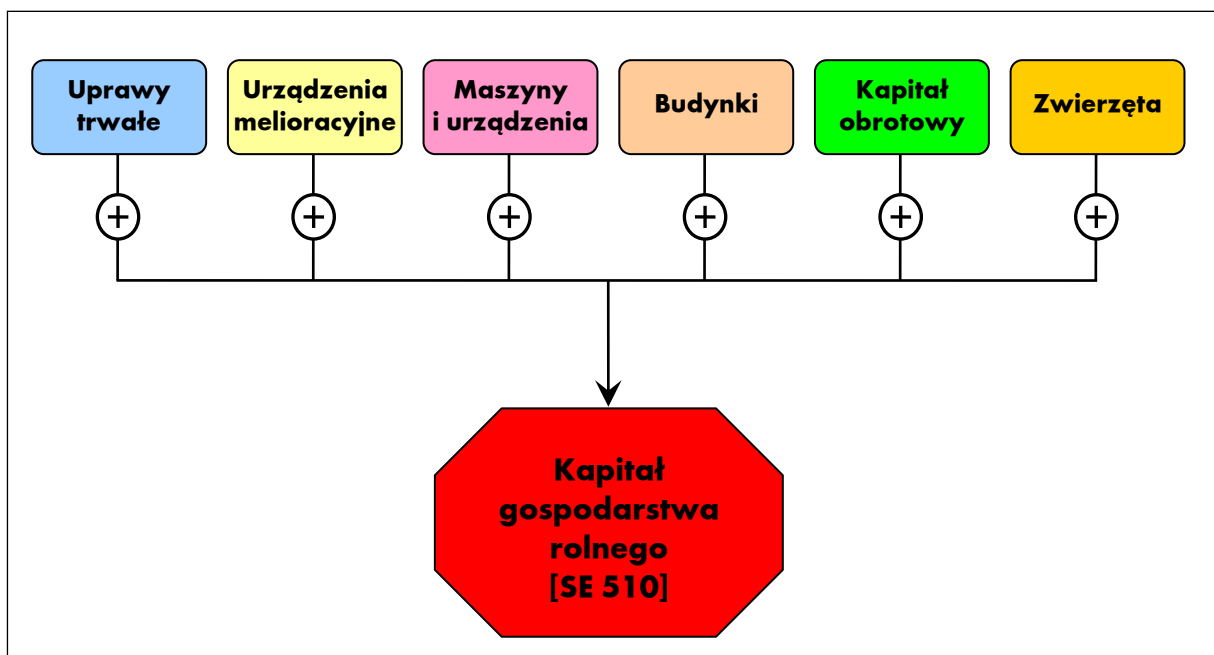 Uprawy
trwałe
Urządzenia
melioracyjne
Maszyny
i urządzenia
Budynki
Kapitał
obrotowy
Zwierzęta
+
+
+
+
+
+
Kapitał
gospodarstwa
rolnego
[SE 510]